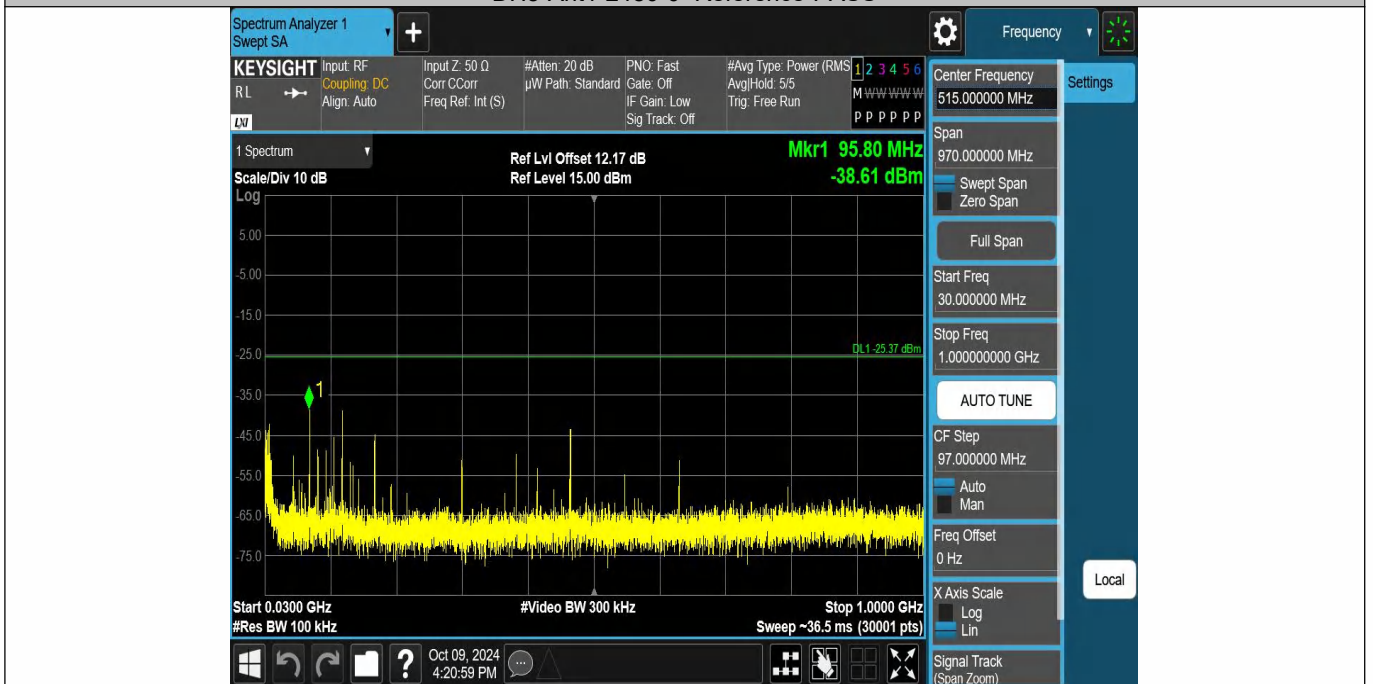 Spectrum Analyzer 1
Swept SA
+
Frequency
KEYSIGHT
RL
LXI
Input: RF
Coupling: DC
Align: Auto
Input Z: 50 Ω
Corr CCorr
Freq Ref: Int (S)
#Atten: 20 dB
µW Path: Standard
PNO: Fast
Gate: Off
IF Gain: Low
Sig Track: Off
#Avg Type: Power (RMS
Avg|Hold: 5/5
Trig: Free Run
1 2 3 4 5 6
M W W W W W
P P P P P P
1 Spectrum
Scale/Div 10 dB
Ref Lvl Offset 12.17 dB
Ref Level 15.00 dBm
Mkr1 95.80 MHz
-38.61 dBm
Log
5.00
-5.00
-15.0
-25.0
DL1 -25.37 dBm
-35.0
1
-45.0
-55.0
-65.0
-75.0
Start 0.0300 GHz
#Res BW 100 kHz
#Video BW 300 kHz
Stop 1.0000 GHz
Sweep ~36.5 ms (30001 pts)
?
Oct 09, 2024
4:20:59 PM
Center Frequency
515.000000 MHz
Settings
Span
970.000000 MHz
Swept Span
Zero Span
Full Span
Start Freq
30.000000 MHz
Stop Freq
1.000000000 GHz
AUTO TUNE
CF Step
97.000000 MHz
Auto
Man
Freq Offset
0 Hz
X Axis Scale
Log
Lin
Local
Signal Track
(Span Zoom)